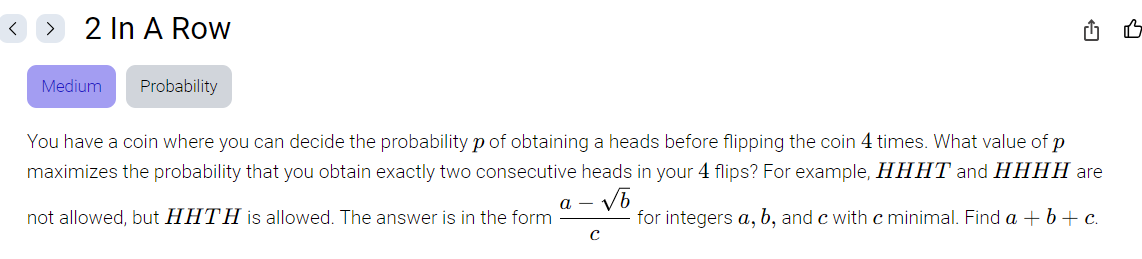 2 In A Row
Medium Probability
You have a coin where you can decide the probability p of obtaining a heads before flipping the coin 4 times. What value of p
maximizes the probability that you obtain exactly two consecutive heads in your 4 flips? For example, HHHT and HHHH are
not allowed, but HHTH is allowed. The answer is in the form \frac{a - \sqrt{b}}{c} for integers a, b, and c with c minimal. Find a + b + c.